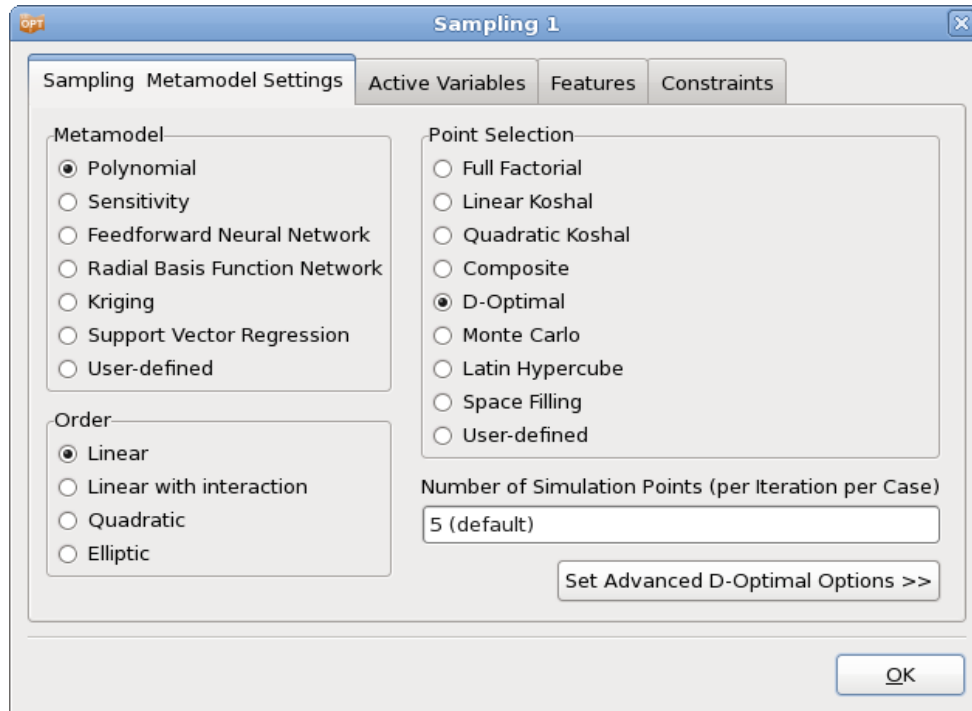 OPT
Sampling 1
Sampling Metamodel Settings
Active Variables
Features
Constraints
Metamodel
Polynomial
Sensitivity
Feedforward Neural Network
Radial Basis Function Network
Kriging
Support Vector Regression
User-defined
Order
Linear
Linear with interaction
Quadratic
Elliptic
Point Selection
Full Factorial
Linear Koshal
Quadratic Koshal
Composite
D-Optimal
Monte Carlo
Latin Hypercube
Space Filling
User-defined
Number of Simulation Points (per Iteration per Case)
5 (default)
Set Advanced D-Optimal Options >>
OK